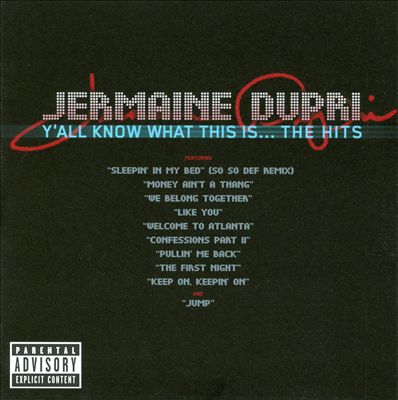 JERMAINE DUPRI
Y'ALL KNOW WHAT THIS IS... THE HITS
FEATURING
"SLEEPIN' IN MY BED" (SO SO DEF REMIX)
"MONEY AIN'T A THANG"
"WE BELONG TOGETHER"
"LIKE YOU"
"WELCOME TO ATLANTA"
"CONFESSIONS PART II"
"PULLIN' ME BACK"
"THE FIRST NIGHT"
"KEEP ON, KEEPIN' ON"
AND
"JUMP"
PARENTAL
ADVISORY
EXPLICIT CONTENT